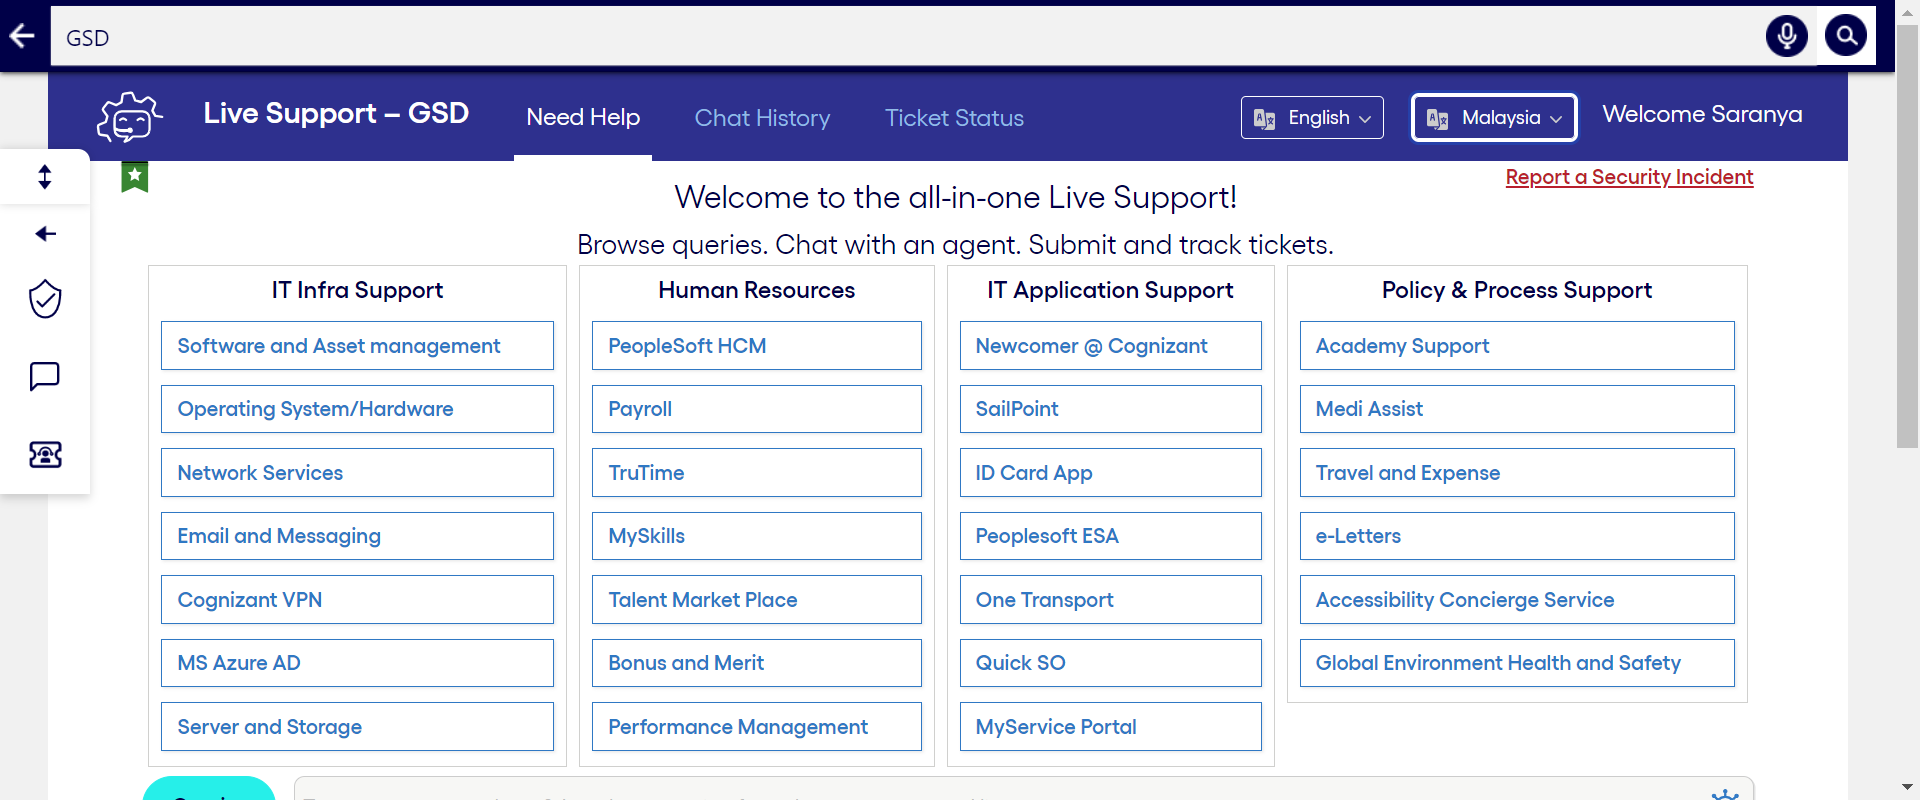 GSD
Live Support – GSD
Need Help
Chat History
Ticket Status
English
Malaysia
Welcome Saranya
Report a Security Incident
Welcome to the all-in-one Live Support!
Browse queries. Chat with an agent. Submit and track tickets.
IT Infra Support
Software and Asset management
Operating System/Hardware
Network Services
Email and Messaging
Cognizant VPN
MS Azure AD
Server and Storage
Human Resources
PeopleSoft HCM
Payroll
TruTime
MySkills
Talent Market Place
Bonus and Merit
Performance Management
IT Application Support
Newcomer @ Cognizant
SailPoint
ID Card App
Peoplesoft ESA
One Transport
Quick SO
MyService Portal
Policy & Process Support
Academy Support
Medi Assist
Travel and Expense
e-Letters
Accessibility Concierge Service
Global Environment Health and Safety